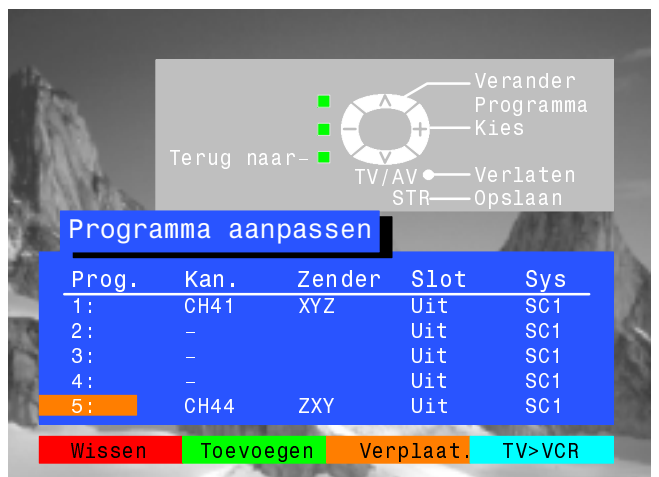 Verander
Programma
Kies
Terug naar
TV/AV Verlaten
STR Opslaan
Programma aanpassen
Prog. Kan. Zender Slot Sys
1: CH41 XYZ Uit SC1
2: – Uit SC1
3: – Uit SC1
4: – Uit SC1
5: CH44 ZXY Uit SC1
Wissen Toevoegen Verplaat. TV>VCR